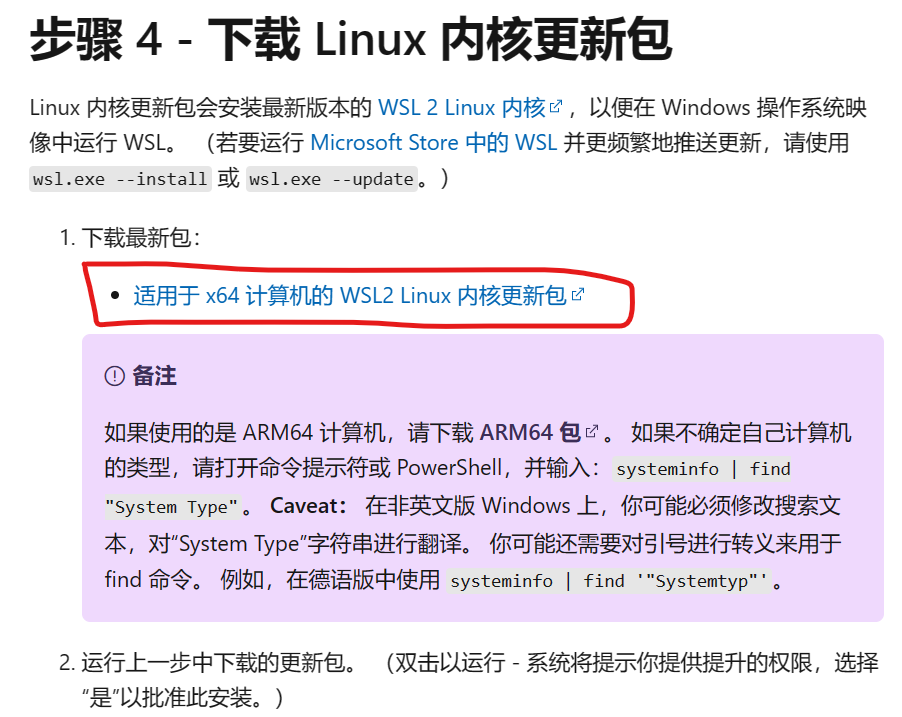 步骤 4 - 下载 Linux 内核更新包
Linux 内核更新包会安装最新版本的 WSL 2 Linux 内核，以便在 Windows 操作系统映
像中运行 WSL。 （若要运行 Microsoft Store 中的 WSL 并更频繁地推送更新，请使用
wsl.exe --install 或 wsl.exe --update。）
1. 下载最新包：
• 适用于 x64 计算机的 WSL2 Linux 内核更新包
备注
如果使用的是 ARM64 计算机，请下载 ARM64 包。 如果不确定自己计算机
的类型，请打开命令提示符或 PowerShell，并输入：systeminfo | find
"System Type"。 Caveat： 在非英文版 Windows 上，你可能必须修改搜索文
本，对“System Type”字符串进行翻译。 你可能还需要对引号进行转义来用于
find 命令。 例如，在德语版中使用 systeminfo | find '"Systemtyp"'。
2. 运行上一步中下载的更新包。 （双击以运行 - 系统将提示你提供提升的权限，选择
“是”以批准此安装。）